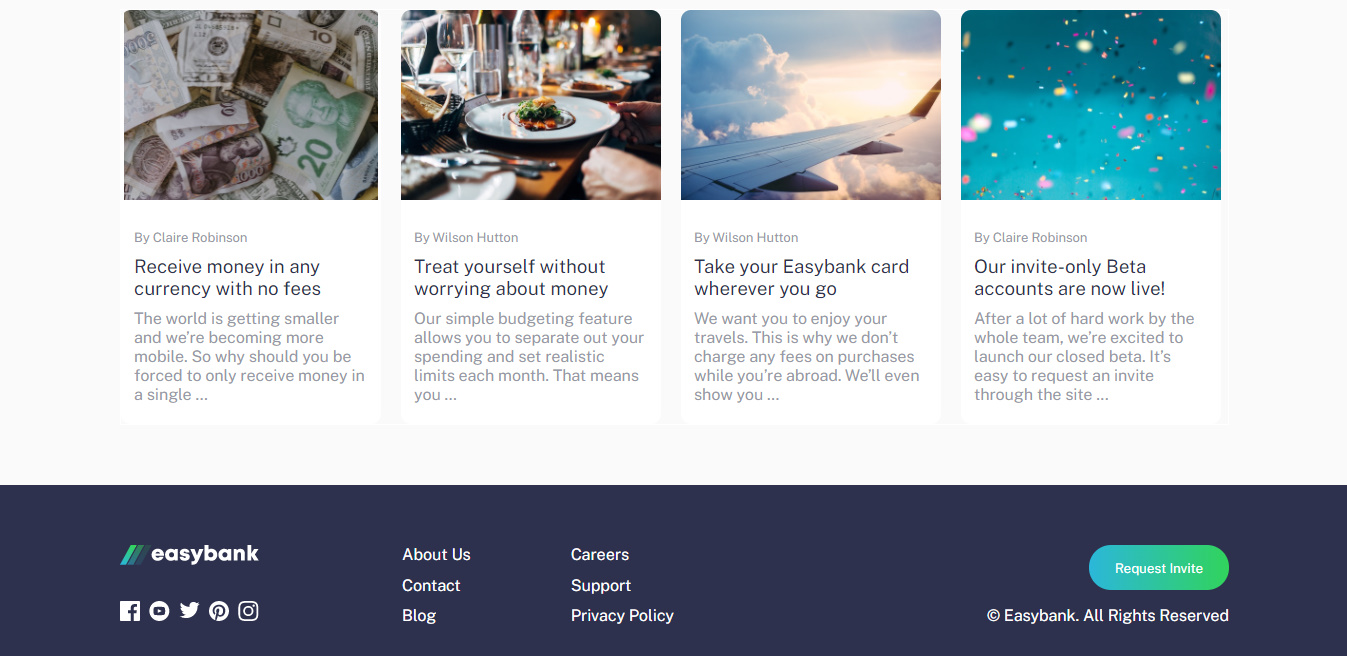 10
20
1000
By Claire Robinson
Receive money in any
currency with no fees
The world is getting smaller
and we’re becoming more
mobile. So why should you be
forced to only receive money in
a single …
By Wilson Hutton
Treat yourself without
worrying about money
Our simple budgeting feature
allows you to separate out your
spending and set realistic
limits each month. That means
you …
By Wilson Hutton
Take your Easybank card
wherever you go
We want you to enjoy your
travels. This is why we don’t
charge any fees on purchases
while you’re abroad. We’ll even
show you …
By Claire Robinson
Our invite-only Beta
accounts are now live!
After a lot of hard work by the
whole team, we’re excited to
launch our closed beta. It’s
easy to request an invite
through the site …
easybank
About Us
Contact
Blog
Careers
Support
Privacy Policy
Request Invite
© Easybank. All Rights Reserved